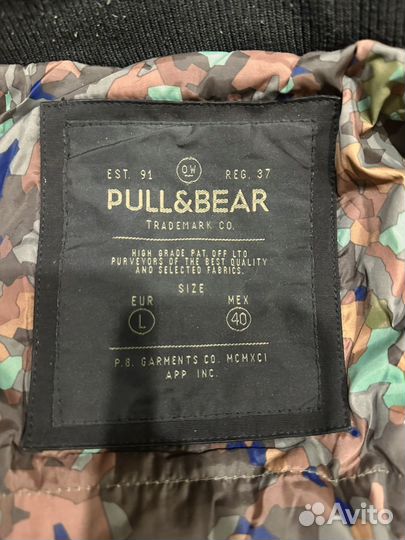 EST. 91 OW REG. 37
PULL&BEAR
TRADEMARK CO.
HIGH GRADE PAT. OFF LTD
PURVEYORS OF THE BEST QUALITY
AND SELECTED FABRICS.
SIZE
EUR MEX
L 40
P.B. GARMENTS CO. MCMXCI
APP INC.
Avito